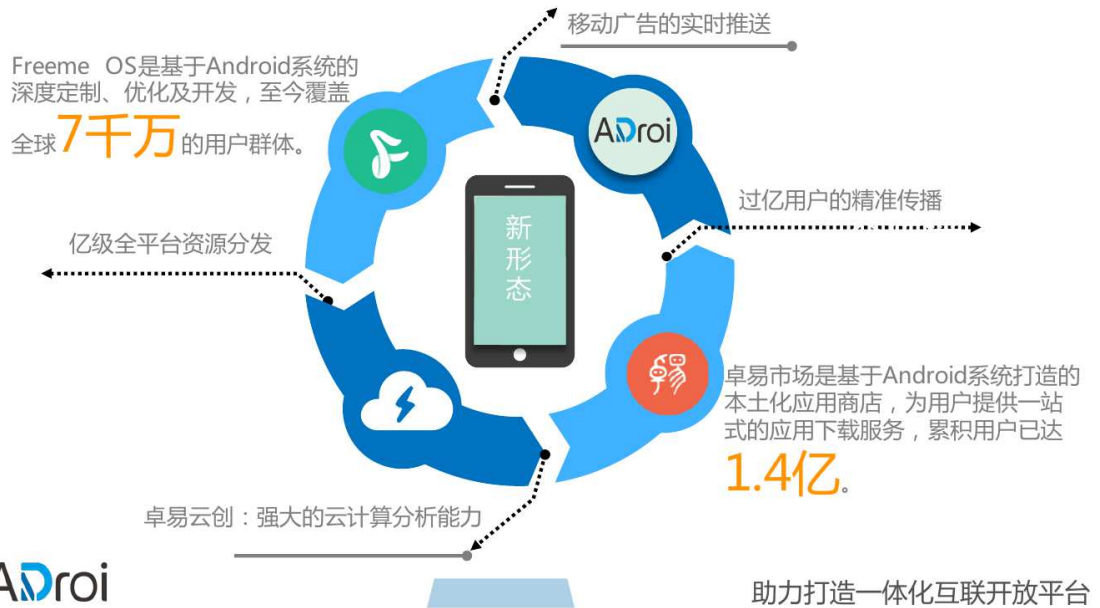 移动广告的实时推送
Freeme OS是基于Android系统的
深度定制、优化及开发，至今覆盖
全球7千万的用户群体。
ADroi
过亿用户的精准传播
新
形
态
亿级全平台资源分发
卓易市场是基于Android系统打造的
本土化应用商店，为用户提供一站
式的应用下载服务，累积用户已达
1.4亿。
卓易云创：强大的云计算分析能力
ADroi
助力打造一体化互联开放平台